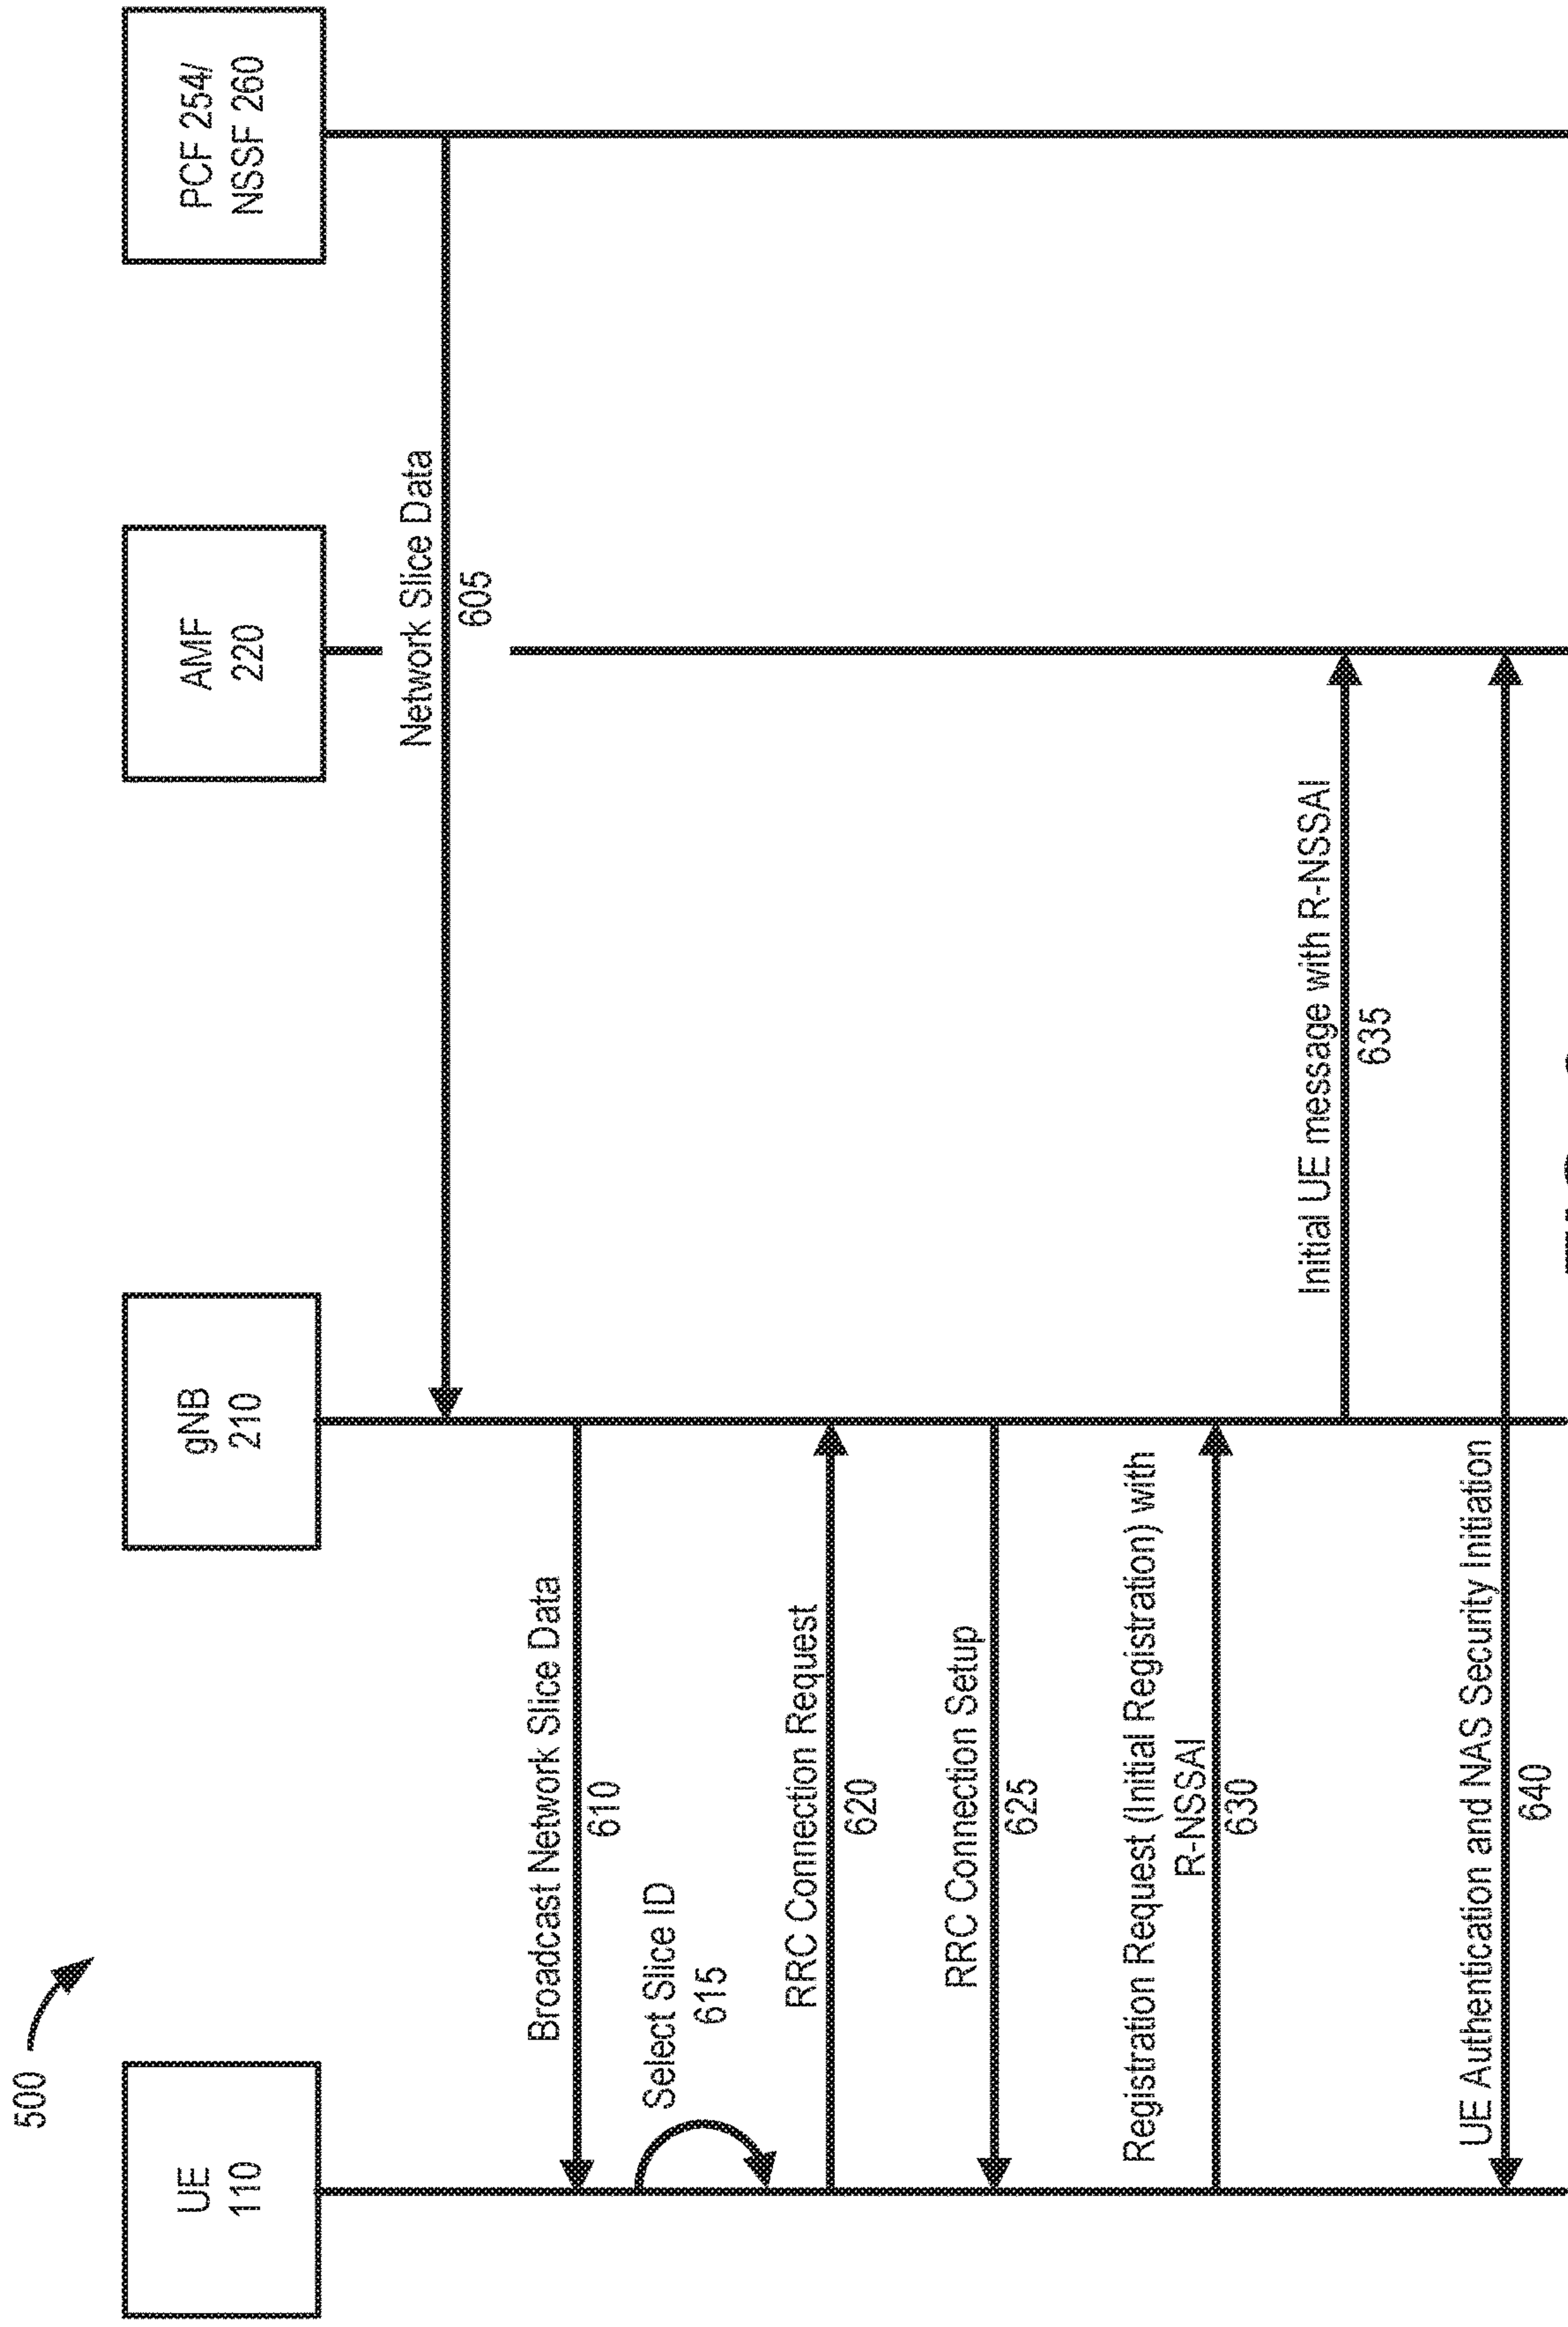 500
UE
110
gNB
210
AMF
220
PCF 254/
NSSF 260
Network Slice Data
605
Broadcast Network Slice Data
610
Select Slice ID
615
RRC Connection Request
620
RRC Connection Setup
625
Registration Request (Initial Registration) with
R-NSSAI
630
Initial UE message with R-NSSAI
635
UE Authentication and NAS Security Initiation
640